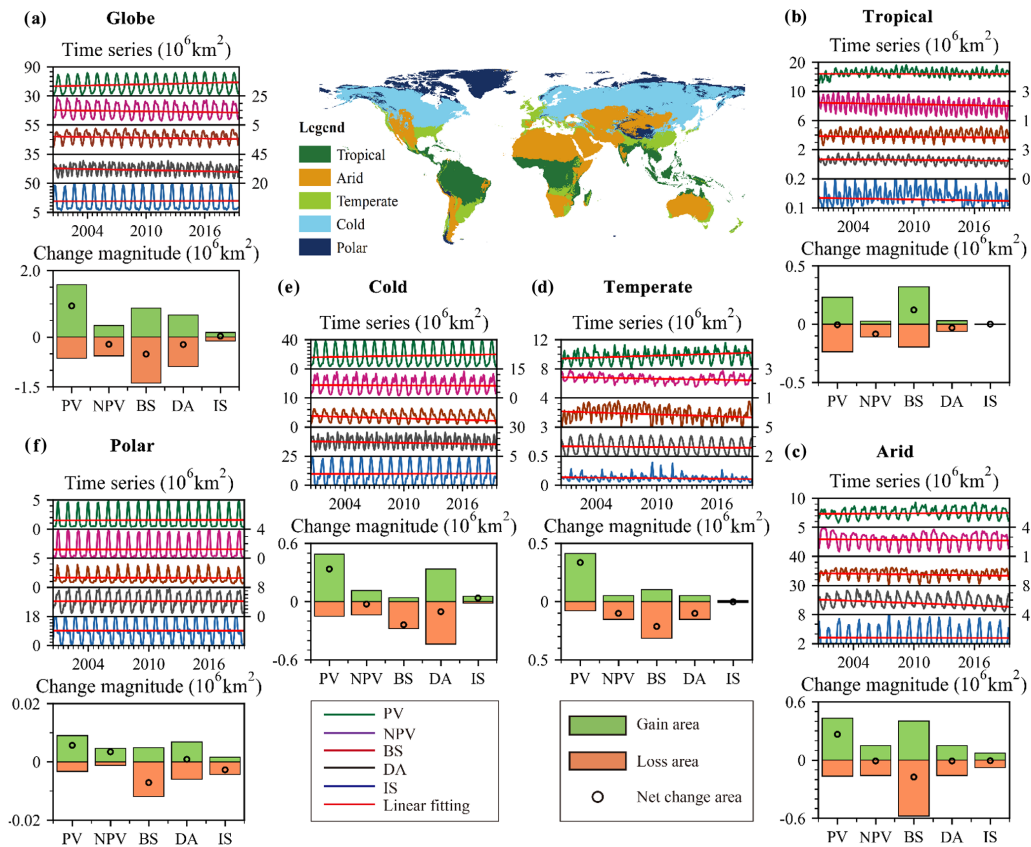 (a) Globe
Time series (10⁶km²)
90
30
25
55
5
35
45
50
20
5
2004 2010 2016
Change magnitude (10⁶km²)
2.0
0
-1.5
PV NPV BS DA IS
Legend
Tropical
Arid
Temperate
Cold
Polar
(b) Tropical
Time series (10⁶km²)
20
10
3
6
1
2
3
0.2
0
0.1
2004 2010 2016
Change magnitude (10⁶km²)
0.5
0
-0.5
PV NPV BS DA IS
(e) Cold
Time series (10⁶km²)
40
0
15
10
0
0
30
25
5
0
2004 2010 2016
Change magnitude (10⁶km²)
0.6
0
-0.6
PV NPV BS DA IS
(d) Temperate
Time series (10⁶km²)
12
8
3
4
1
3
5
0.5
2
0
2004 2010 2016
Change magnitude (10⁶km²)
0.5
0
0.5
PV NPV BS DA IS
(f) Polar
Time series (10⁶km²)
5
0
4
5
0
0
8
18
0
0
2004 2010 2016
Change magnitude (10⁶km²)
0.02
0
-0.02
PV NPV BS DA IS
(c) Arid
Time series (10⁶km²)
10
5
4
40
1
30
8
8
4
2
2004 2010 2016
Change magnitude (10⁶km²)
0.6
0
-0.6
PV NPV BS DA IS
PV
NPV
BS
DA
IS
Linear fitting
Gain area
Loss area
Net change area